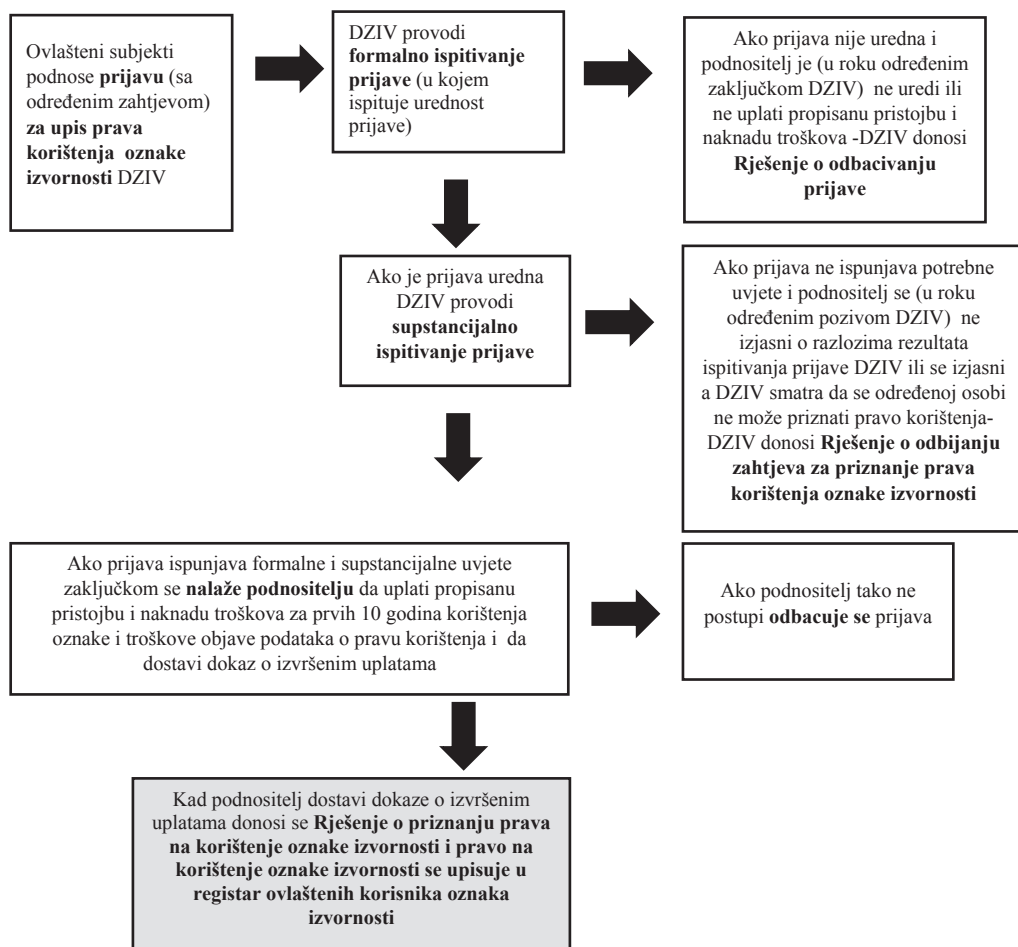 Ovlašteni subjekti
podnose prijavu (sa
određenim zahtjevom)
za upis prava
korištenja oznake
izvornosti DZIV
DZIV provodi
formalno ispitivanje
prijave (u kojem
ispituje urednost
prijave)
Ako prijava nije uredna i
podnositelj je (u roku određenim
zaključkom DZIV) ne uredi ili
ne uplati propisanu pristojbu i
naknadu troškova -DZIV donosi
Rješenje o odbacivanju
prijave
Ako je prijava uredna
DZIV provodi
supstancijalno
ispitivanje prijave
Ako prijava ne ispunjava potrebne
uvjete i podnositelj se (u roku
određenim pozivom DZIV) ne
izjasni o razlozima rezultata
ispitivanja prijave DZIV ili se izjasni
a DZIV smatra da se određenoj osobi
ne može priznati pravo korištenja-
DZIV donosi Rješenje o odbijanju
zahtjeva za priznanje prava
korištenja oznake izvornosti
Ako prijava ispunjava formalne i supstancijalne uvjete
zaključkom se nalaže podnositelju da uplati propisanu
pristojbu i naknadu troškova za prvih 10 godina korištenja
oznake i troškove objave podataka o pravu korištenja i da
dostavi dokaz o izvršenim uplatama
Ako podnositelj tako ne
postupi odbacuje se prijava
Kad podnositelj dostavi dokaze o izvršenim
uplatama donosi se Rješenje o priznanju prava
na korištenje oznake izvornosti i pravo na
korištenje oznake izvornosti se upisuje u
registar ovlaštenih korisnika oznaka
izvornosti